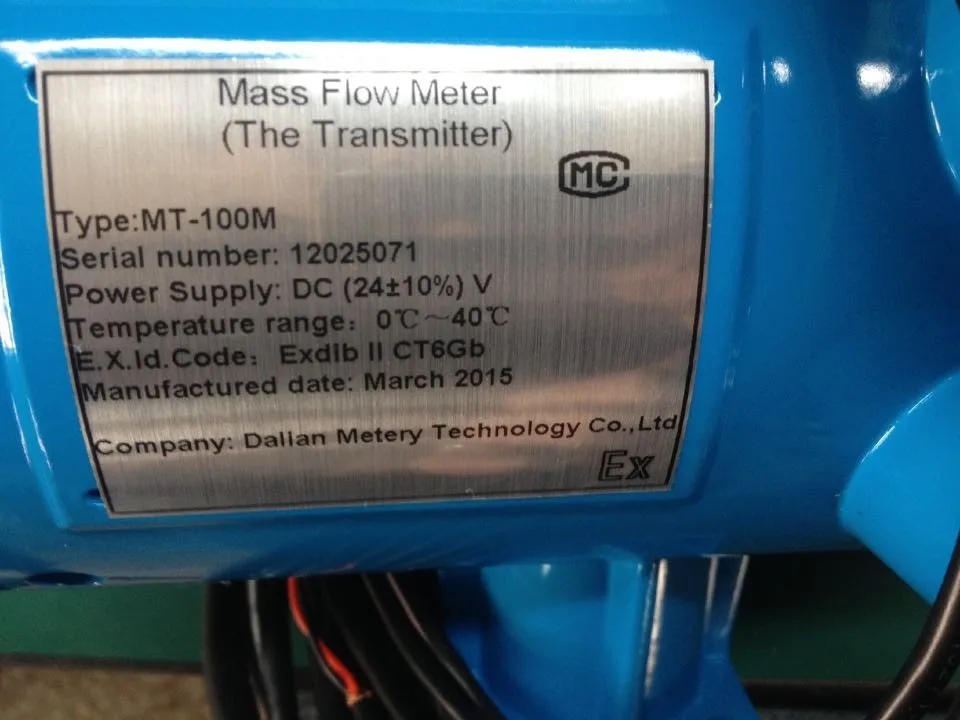 Mass Flow Meter
(The Transmitter)
MC
Type:MT-100M
Serial number: 12025071
Power Supply: DC (24±10%) V
Temperature range：0℃～40℃
E.X.Id.Code：ExdIb II CT6Gb
Manufactured date: March 2015
Company: Dalian Metery Technology Co.,Ltd
Ex